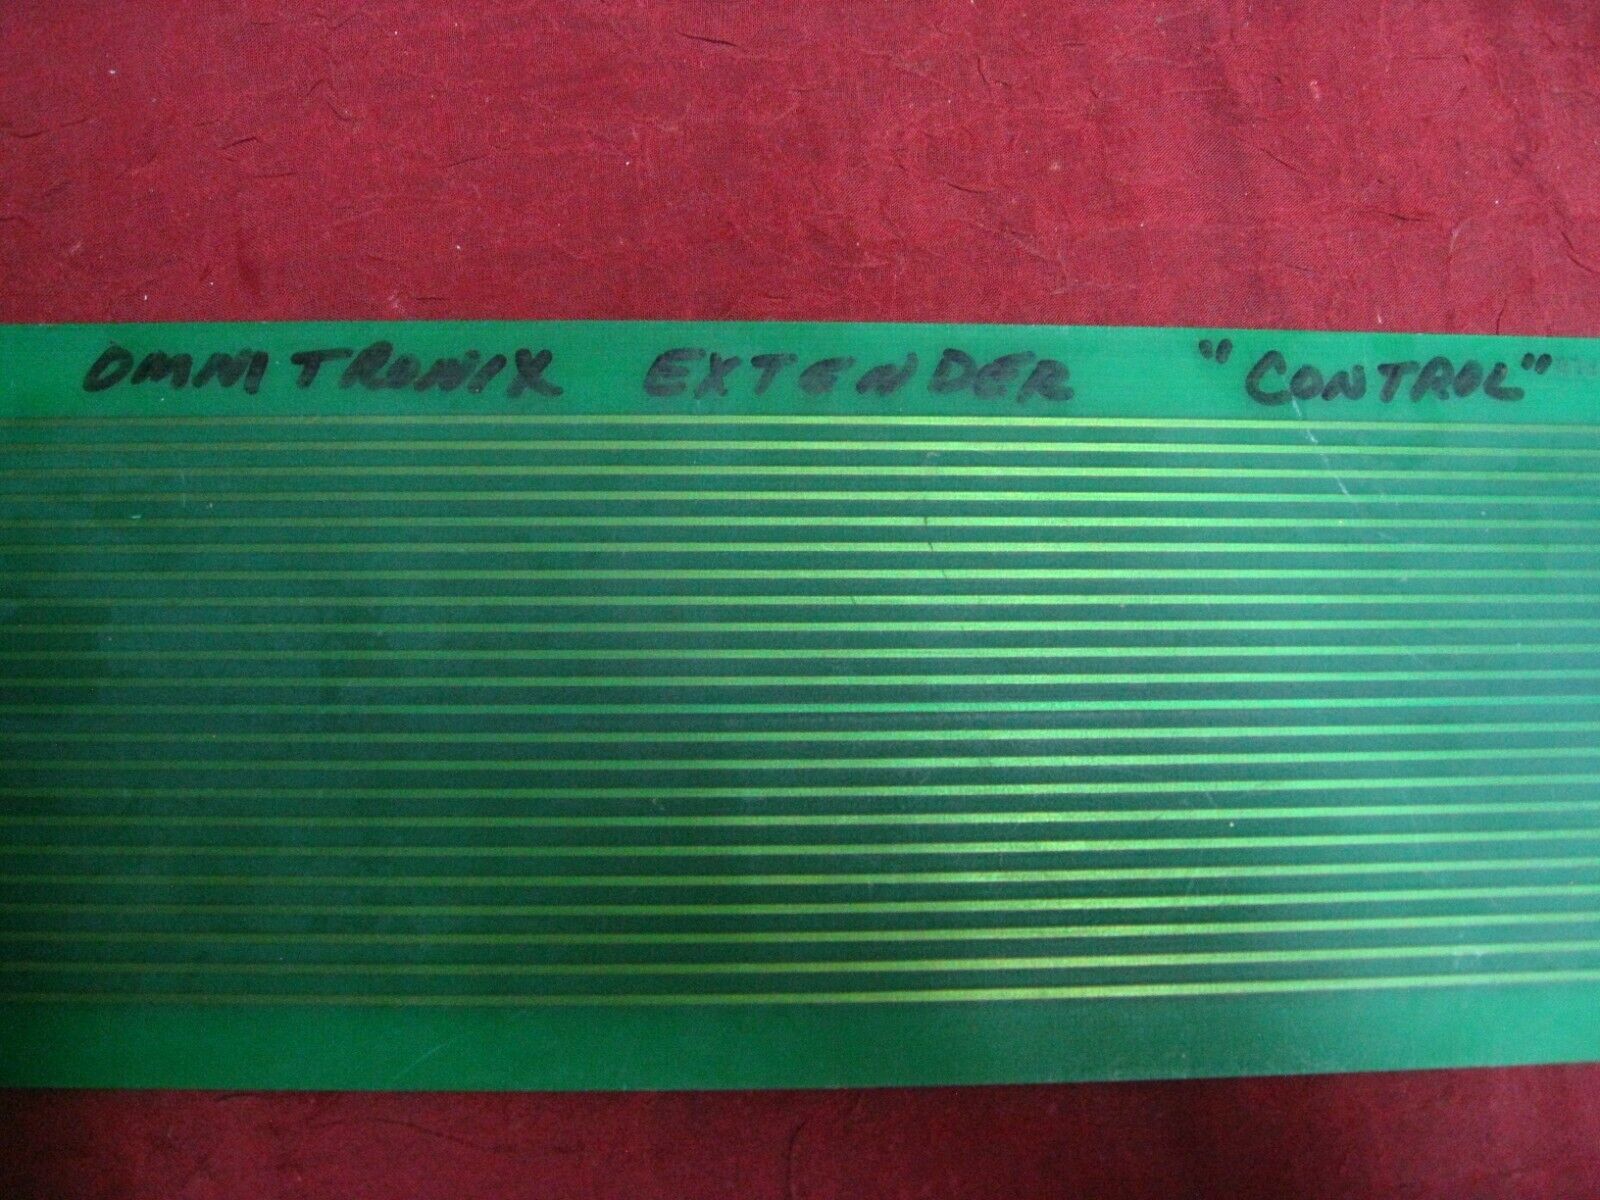 OMNITRONIX EXTENDER "CONTROL"